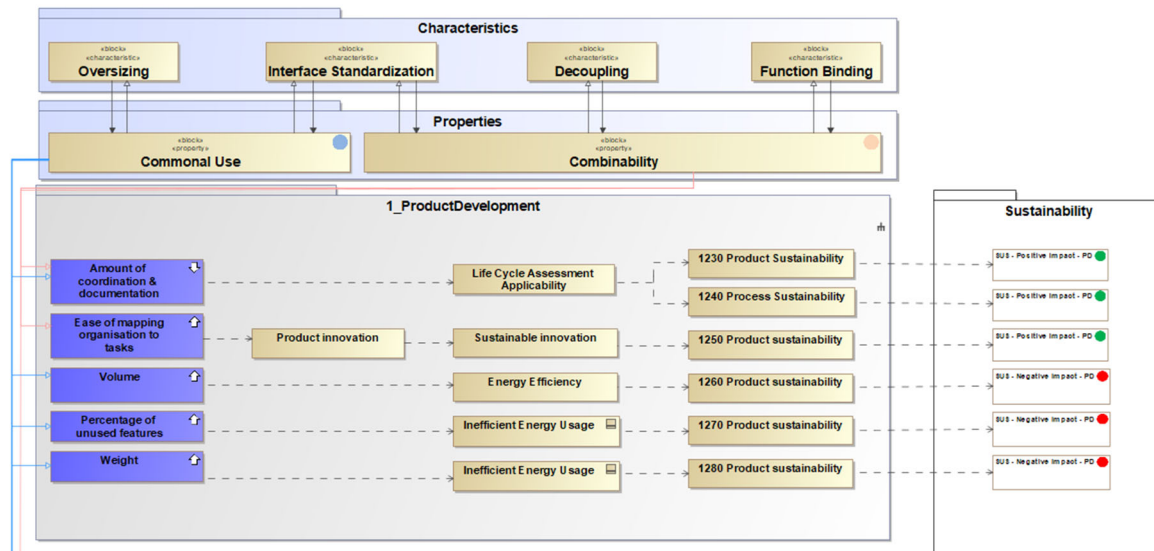 Characteristics
«block»
«characteristic»
Oversizing
«block»
«characteristic»
Interface Standardization
«block»
«characteristic»
Decoupling
«block»
«characteristic»
Function Binding
Properties
«block»
«property»
Commonal Use
«block»
«property»
Combinability
1_ProductDevelopment
Sustainability
Amount of
coordination &
documentation
Life Cycle Assessment
Applicability
1230 Product Sustainability
SUS - Positive Impact - PD
1240 Process Sustainability
SUS - Positive Impact - PD
Ease of mapping
organisation to
tasks
Product innovation
Sustainable innovation
1250 Product sustainability
SUS - Positive Impact - PD
Volume
Energy Efficiency
1260 Product sustainability
SUS - Negative Impact - PD
Percentage of
unused features
Inefficient Energy Usage
1270 Product sustainability
SUS - Negative Impact - PD
Weight
Inefficient Energy Usage
1280 Product sustainability
SUS - Negative Impact - PD